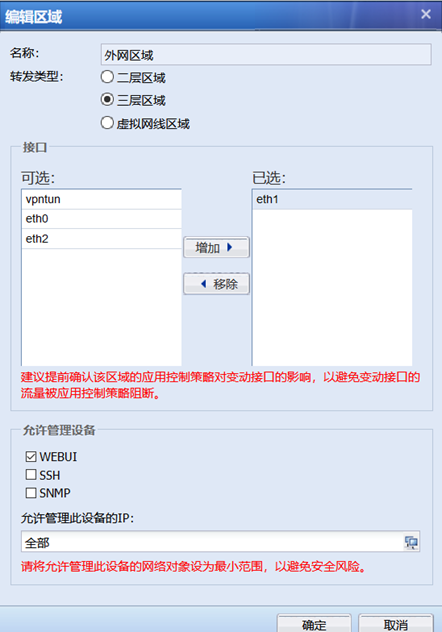 编辑区域
名称:
外网区域
转发类型:
二层区域
三层区域
虚拟网线区域
接口
可选:
已选:
vpntun
eth0
eth2
eth1
增加
移除
建议提前确认该区域的应用控制策略对变动接口的影响，以避免变动接口的
流量被应用控制策略阻断。
允许管理设备
WEBUI
SSH
SNMP
允许管理此设备的IP:
全部
请将允许管理此设备的网络对象设为最小范围，以避免安全风险。
确定
取消